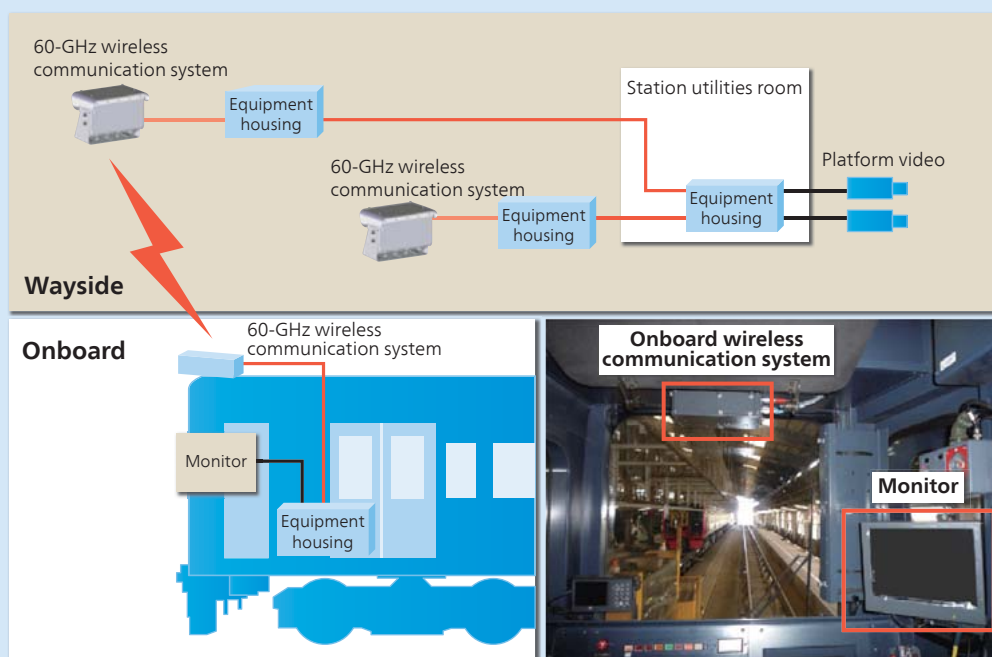 60-GHz wireless
communication system
Equipment
housing
Station utilities room
60-GHz wireless
communication system
Equipment
housing
Equipment
housing
Platform video
Wayside
Onboard
60-GHz wireless
communication system
Monitor
Equipment
housing
Onboard wireless
communication system
Monitor